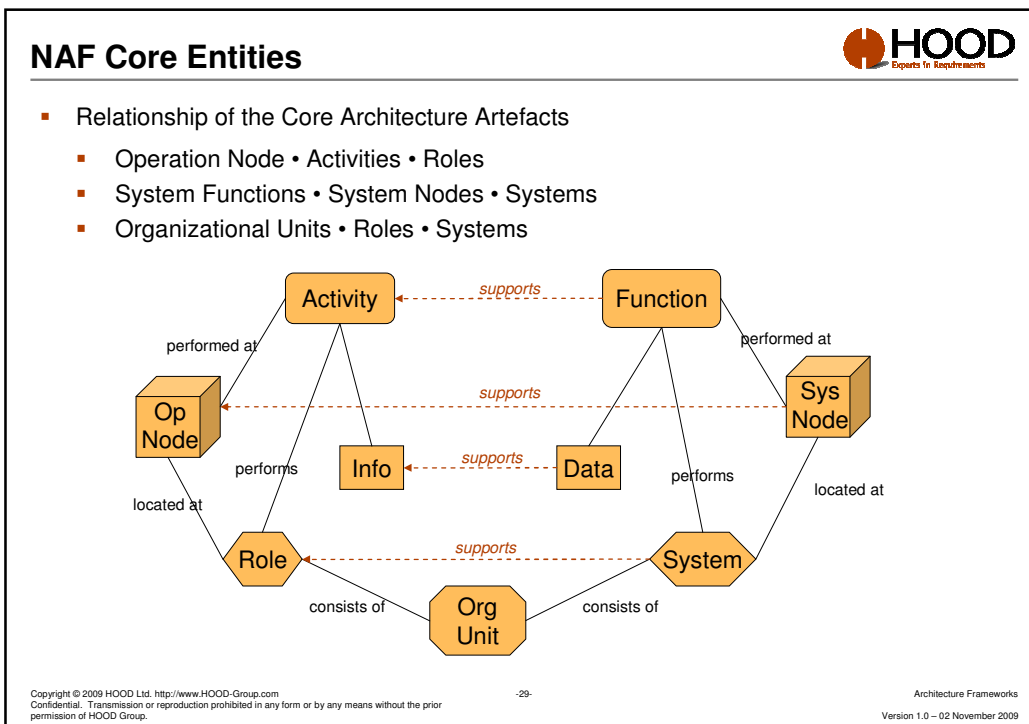 NAF Core Entities
HOOD
Experts in Requirements
Relationship of the Core Architecture Artefacts
Operation Node • Activities • Roles
System Functions • System Nodes • Systems
Organizational Units • Roles • Systems
Activity
supports
Function
performed at
performed at
Op
Node
supports
Sys
Node
performs
Info
supports
Data
performs
located at
located at
Role
supports
System
consists of
Org
Unit
consists of
Copyright © 2009 HOOD Ltd. http://www.HOOD-Group.com
Confidential. Transmission or reproduction prohibited in any form or by any means without the prior
permission of HOOD Group.
-29-
Architecture Frameworks
Version 1.0 – 02 November 2009